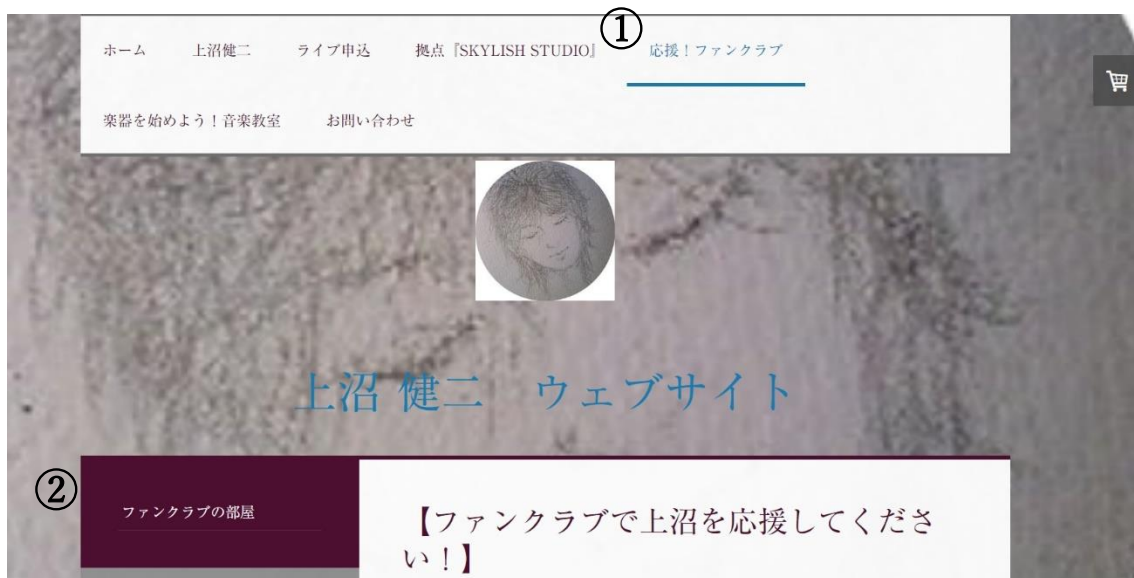 ①
ホーム 上沼健二 ライブ申込 拠点『SKYLISH STUDIO』 応援！ファンクラブ
楽器を始めよう！音楽教室 お問い合わせ
上沼 健二　ウェブサイト
②
ファンクラブの部屋
【ファンクラブで上沼を応援してくださ
い！】